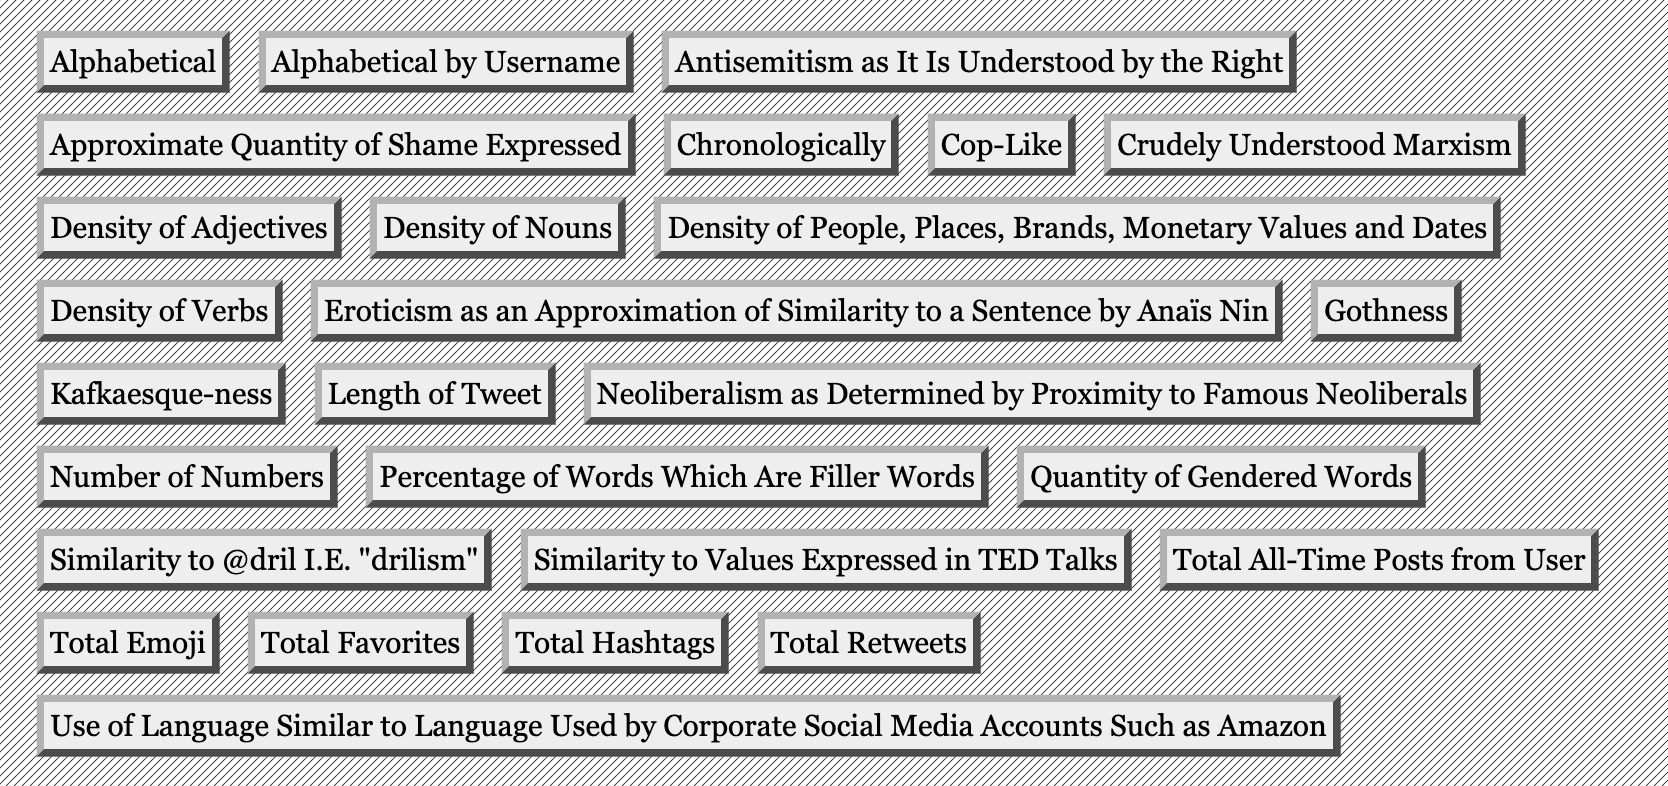 Alphabetical Alphabetical by Username Antisemitism as It Is Understood by the Right
Approximate Quantity of Shame Expressed Chronologically Cop-Like Crudely Understood Marxism
Density of Adjectives Density of Nouns Density of People, Places, Brands, Monetary Values and Dates
Density of Verbs Eroticism as an Approximation of Similarity to a Sentence by Anaïs Nin Gothness
Kafkaesque-ness Length of Tweet Neoliberalism as Determined by Proximity to Famous Neoliberals
Number of Numbers Percentage of Words Which Are Filler Words Quantity of Gendered Words
Similarity to @dril I.E. "drilism" Similarity to Values Expressed in TED Talks Total All-Time Posts from User
Total Emoji Total Favorites Total Hashtags Total Retweets
Use of Language Similar to Language Used by Corporate Social Media Accounts Such as Amazon